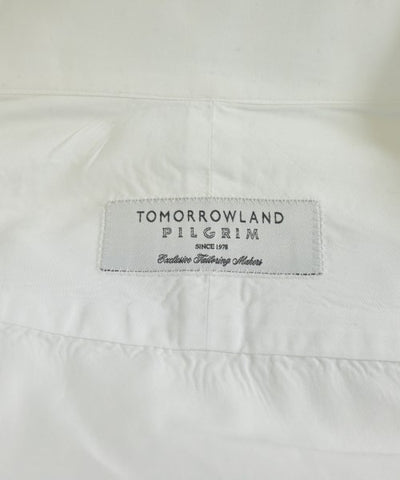 TOMORROWLAND
PILGRIM
SINCE 1978
Exclusive Tailoring Makers